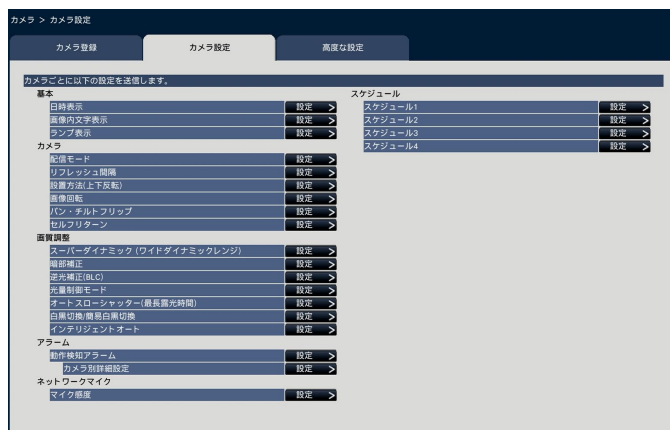 カメラ > カメラ設定
カメラ登録
カメラ設定
高度な設定
カメラごとに以下の設定を送信します。
基本
日時表示 設定 >
画像内文字表示 設定 >
ランプ表示 設定 >
カメラ
配信モード 設定 >
リフレッシュ間隔 設定 >
設置方法(上下反転) 設定 >
画像回転 設定 >
パン・チルトフリップ 設定 >
セルフリターン 設定 >
画質調整
スーパーダイナミック (ワイドダイナミックレンジ) 設定 >
暗部補正 設定 >
逆光補正(BLC) 設定 >
光量制御モード 設定 >
オートスローシャッター(最長露光時間) 設定 >
白黒切換/簡易白黒切換 設定 >
インテリジェントオート 設定 >
アラーム
動作検知アラーム 設定 >
カメラ別詳細設定 設定 >
ネットワークマイク
マイク感度 設定 >
スケジュール
スケジュール1 設定 >
スケジュール2 設定 >
スケジュール3 設定 >
スケジュール4 設定 >